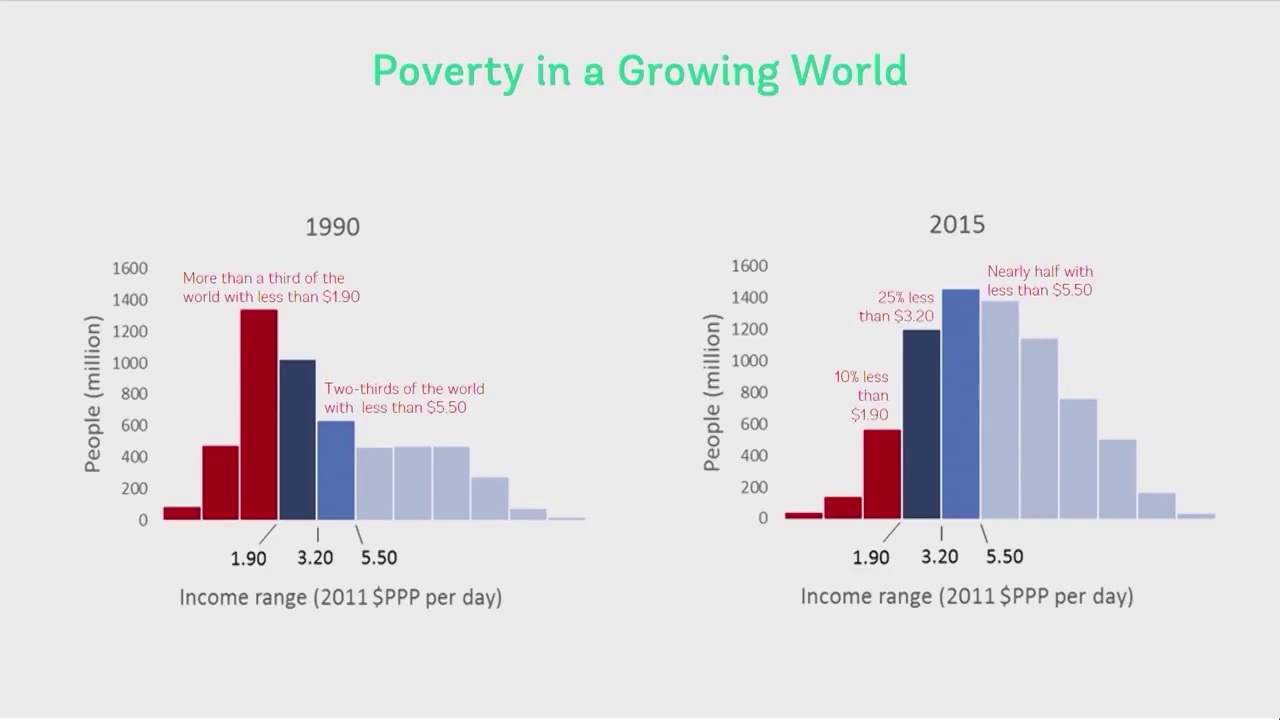 Poverty in a Growing World
1990
1600
1400
1200
1000
800
600
400
200
0
People (million)
More than a third of the
world with less than $1.90
Two-thirds of the world
with less than $5.50
1.90
3.20
5.50
Income range (2011 $PPP per day)
2015
1600
1400
1200
1000
800
600
400
200
0
People (million)
10% less
than
$1.90
25% less
than $3.20
Nearly half with
less than $5.50
1.90
3.20
5.50
Income range (2011 $PPP per day)